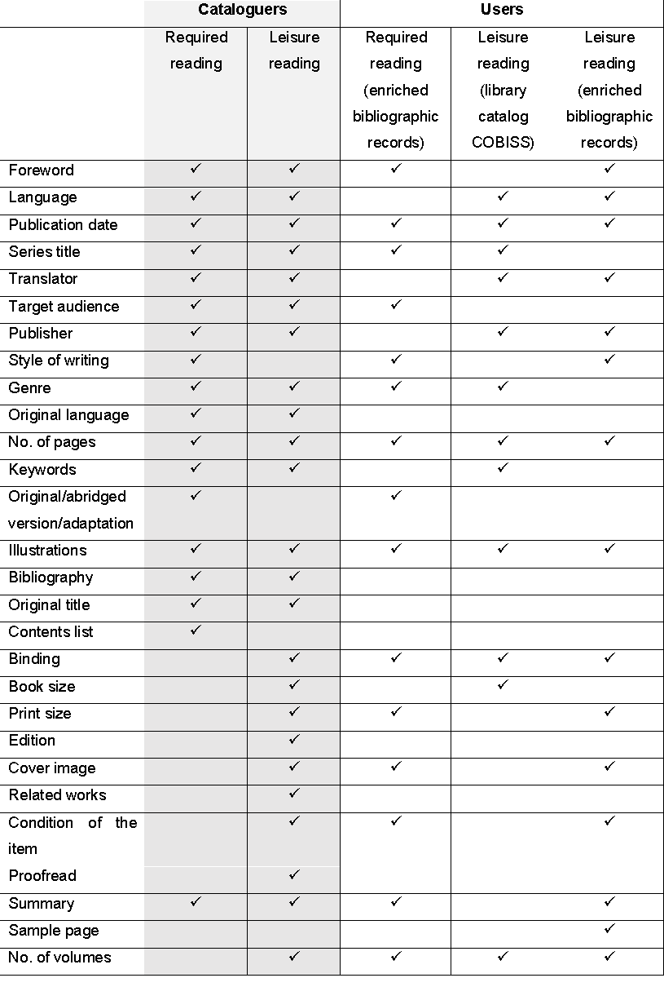 Cataloguers Users
Required Leisure Required Leisure Leisure
reading reading reading reading reading
(enriched (library (enriched
bibliographic catalog bibliographic
records) COBISS) records)
Foreword ✓ ✓ ✓ ✓
Language ✓ ✓ ✓ ✓
Publication date ✓ ✓ ✓ ✓ ✓
Series title ✓ ✓ ✓ ✓
Translator ✓ ✓ ✓ ✓
Target audience ✓ ✓ ✓
Publisher ✓ ✓ ✓ ✓
Style of writing ✓ ✓ ✓
Genre ✓ ✓ ✓ ✓
Original language ✓ ✓
No. of pages ✓ ✓ ✓ ✓ ✓
Keywords ✓ ✓ ✓
Original/abridged ✓ ✓
version/adaptation
Illustrations ✓ ✓ ✓ ✓ ✓
Bibliography ✓ ✓
Original title ✓ ✓
Contents list ✓
Binding ✓ ✓ ✓ ✓
Book size ✓ ✓
Print size ✓ ✓ ✓
Edition ✓
Cover image ✓ ✓ ✓
Related works ✓
Condition of the ✓ ✓ ✓
item
Proofread ✓
Summary ✓ ✓ ✓ ✓
Sample page ✓
No. of volumes ✓ ✓ ✓ ✓